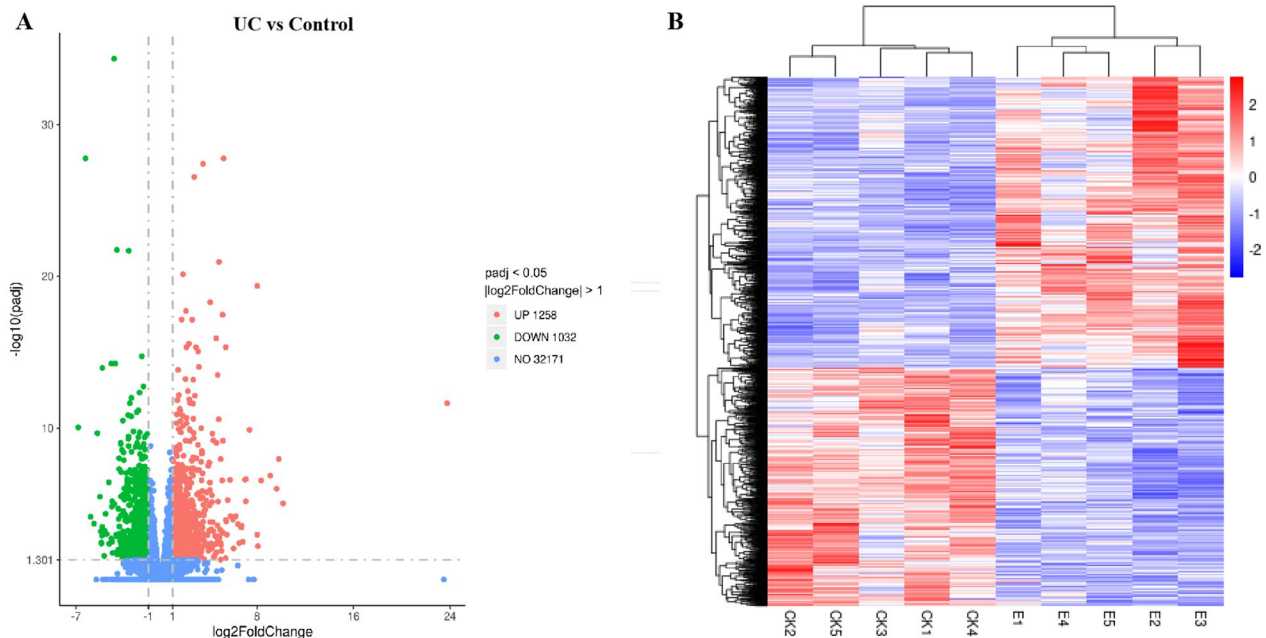 A
UC vs Control
30
20
10
1.301
-log10(padj)
-7
-1
1
8
16
24
log2FoldChange
padj < 0.05
|log2FoldChange| > 1
UP 1258
DOWN 1032
NO 32171
B
2
1
0
-1
-2
CK2
CK5
CK3
CK1
CK4
E1
E4
E5
E2
E3